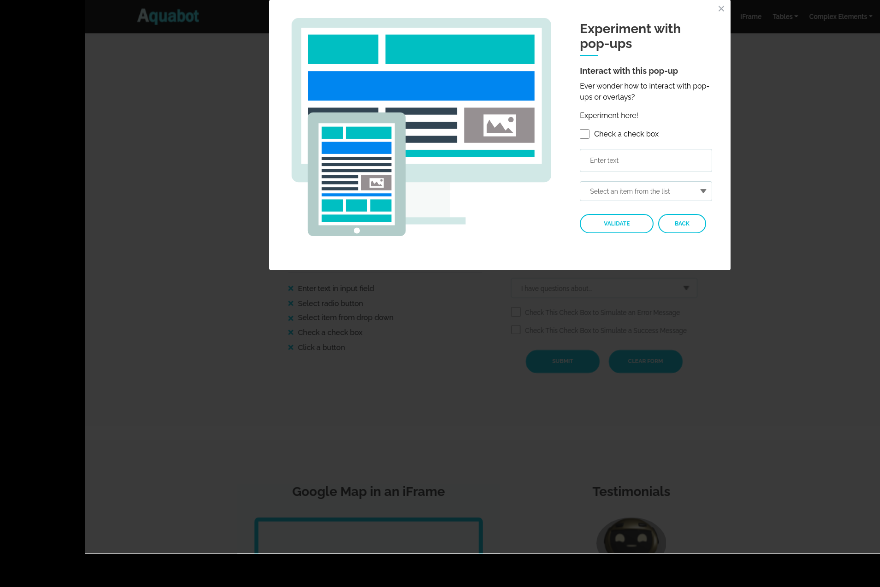 Aquabot
IFrame
Tables
Complex Elements
×
Experiment with
pop-ups
Interact with this pop-up
Ever wonder how to interact with pop-
ups or overlays?
Experiment here!
Check a check box
Enter text
Select an item from the list
VALIDATE
BACK
Enter text in input field
Select radio button
Select item from drop down
Check a check box
Click a button
I have questions about...
Check This Check Box to Simulate an Error Message
Check This Check Box to Simulate a Success Message
SUBMIT
CLEAR FORM
Google Map in an iFrame
Testimonials